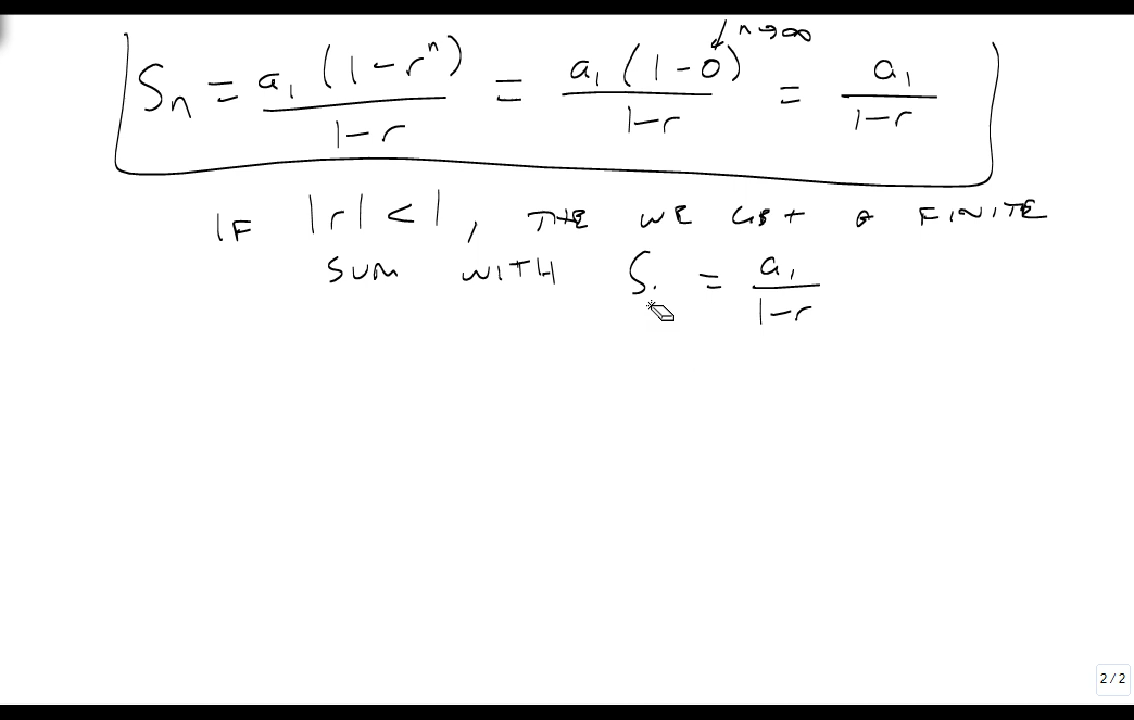 n→∞
Sn = a₁(1-rⁿ)/(1-r) = a₁(1-0)/(1-r) = a₁/(1-r)
IF |r|<1, THE WE GET A FINITE
SUM WITH S. = a₁/(1-r)
2/2